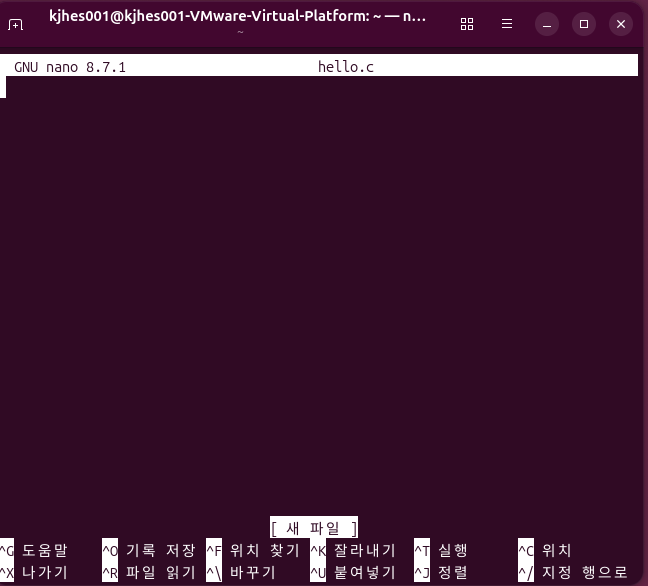 kjhes001@kjhes001-VMware-Virtual-Platform: ~ — n...
~
GNU nano 8.7.1 hello.c
[ 새 파일 ]
^G 도움말 ^O 기록 저장 ^F 위치 찾기 ^K 잘라내기 ^T 실행 ^C 위치
^X 나가기 ^R 파일 읽기 ^\ 바꾸기 ^U 붙여넣기 ^J 정렬 ^/ 지정 행으로